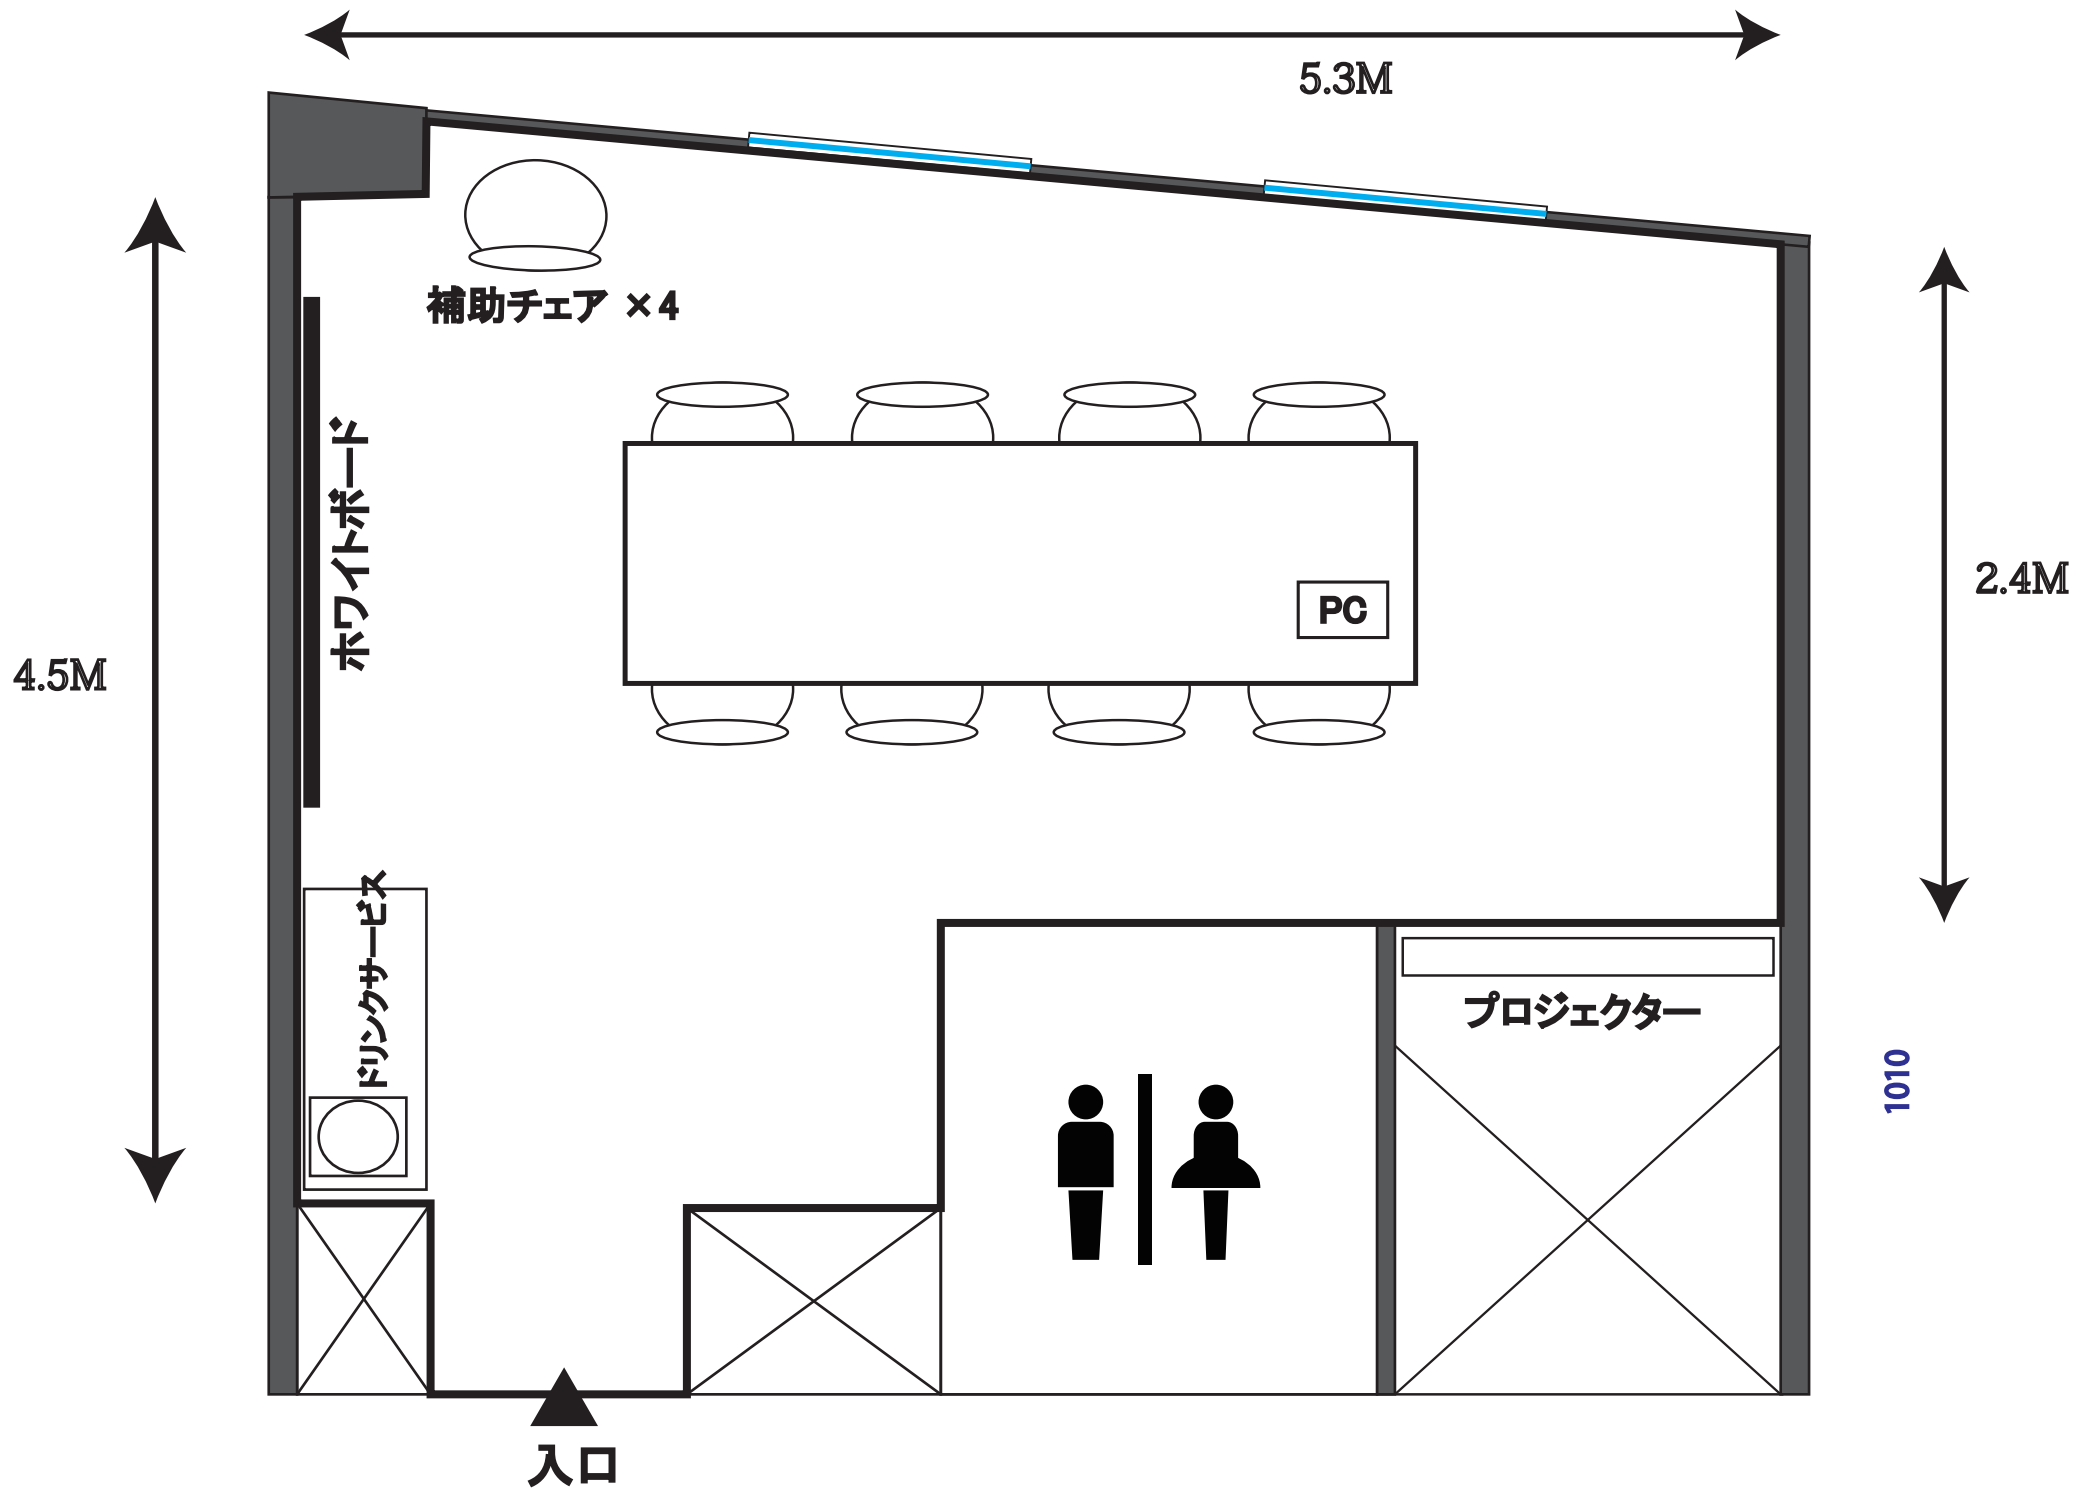 5.3M
補助チェア ×4
ホワイトボード
PC
2.4M
4.5M
ドリンクサービス
プロジェクター
1010
入口